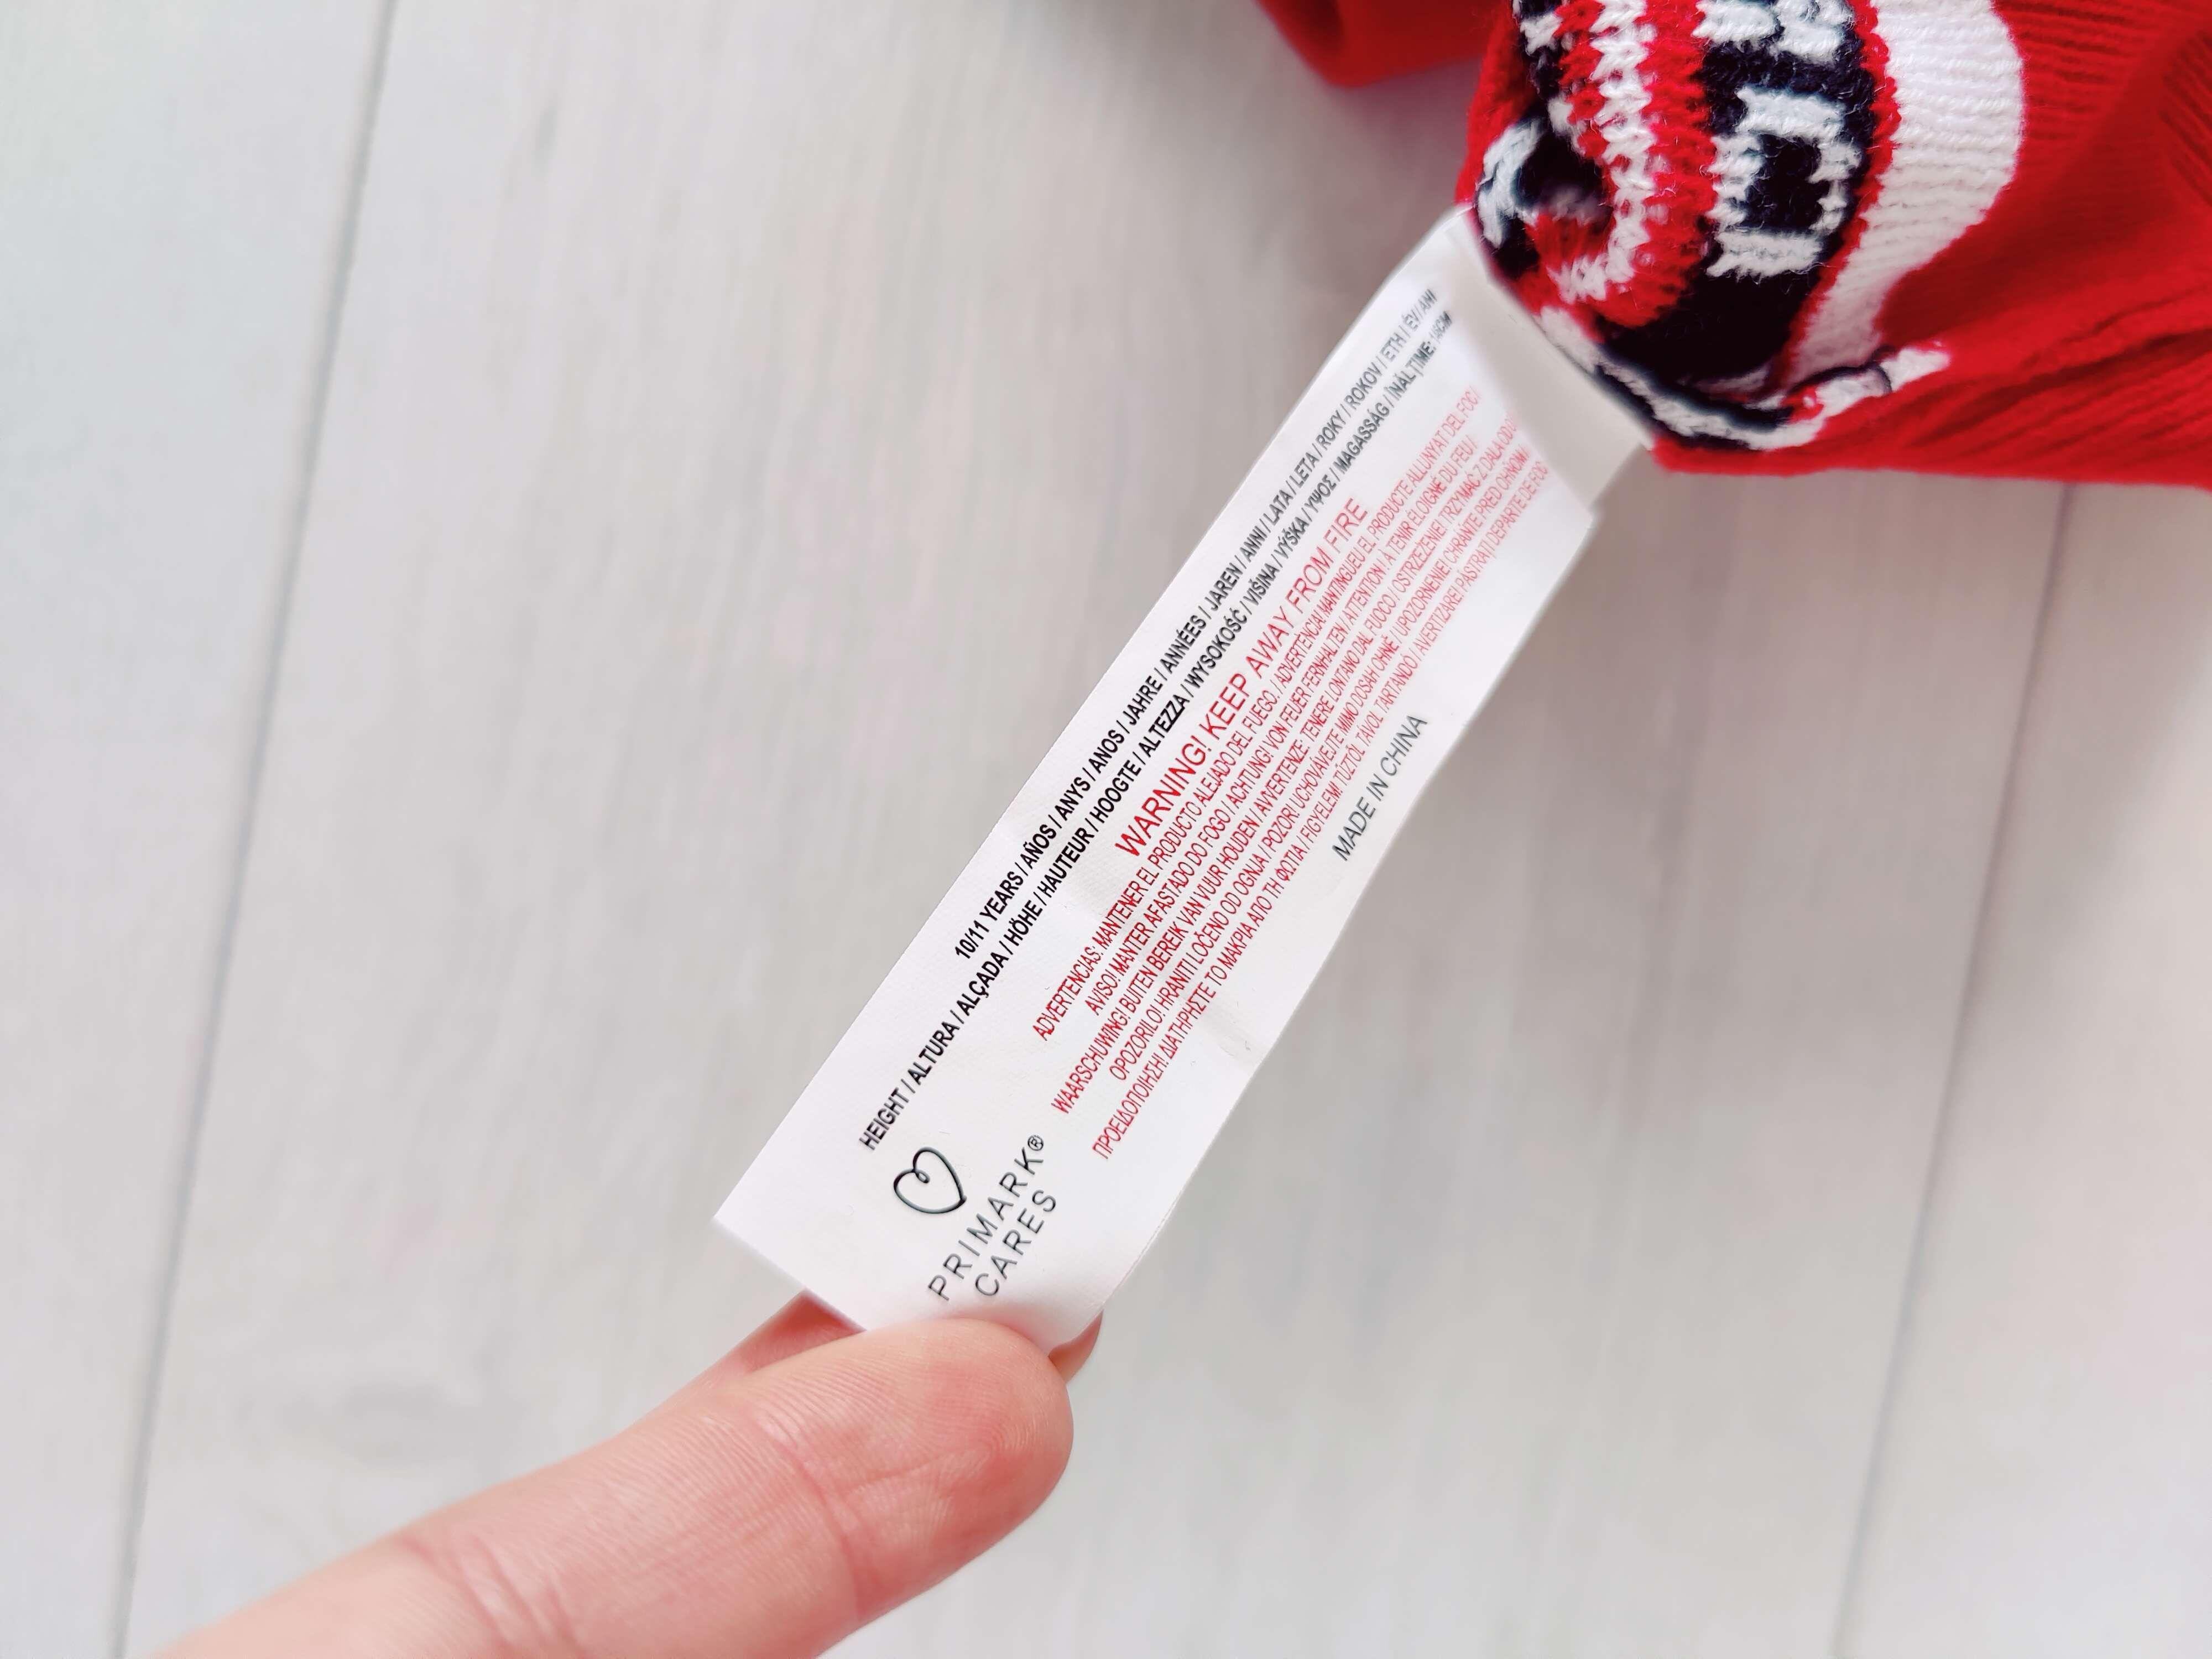 10/11 YEARS / AÑOS / ANYS / ANOS / JAHRE / ANNÉES / JAREN / ANNI / LATA / LETA / ROKY / ROKOV / ΕΤΗ / ÉV / ANI
HEIGHT / ALTURA / ALÇADA / HÖHE / HAUTEUR / HOOGTE / ALTEZZA / WYSOKOŚĆ / VIŠINA / VÝŠKA / ΥΨΟΣ / MAGASSÁG / ÎNĂLȚIME:
WARNING! KEEP AWAY FROM FIRE
ADVERTENCIAS: MANTENER EL PRODUCTO ALEJADO DEL FUEGO. / ADVERTÈNCIA! MANTINGUEU EL PRODUCTE ALLUNYAT DEL FOC /
AVISO! MANTER AFASTADO DO FOGO / ACHTUNG! VON FEUER FERNHALTEN / ATTENTION ! À TENIR ÉLOIGNÉ DU FEU /
WAARSCHUWING! BUITEN BEREIK VAN VUUR HOUDEN / AVVERTENZE: TENERE LONTANO DAL FUOCO / OSTRZEŻENIE! TRZYMAĆ Z DALA OD
OPOZORILO! HRANITI LOČENO OD OGNJA / POZOR! UCHOVÁVEJTE MIMO DOSAH OHNĚ / UPOZORNENIE! CHRÁŇTE PRED OHŇOM
ΠΡΟΕΙΔΟΠΟΙΗΣΗ! ΔΙΑΤΗΡΗΣΤΕ ΤΟ ΜΑΚΡΙΑ ΑΠΟ ΤΗ ΦΩΤΙΑ / FIGYELEM! TŰZTŐL TÁVOL TARTANDÓ / AVERTIZARE! PĂSTRAȚI DEPARTE DE FOC
MADE IN CHINA
PRIMARK®
CARES